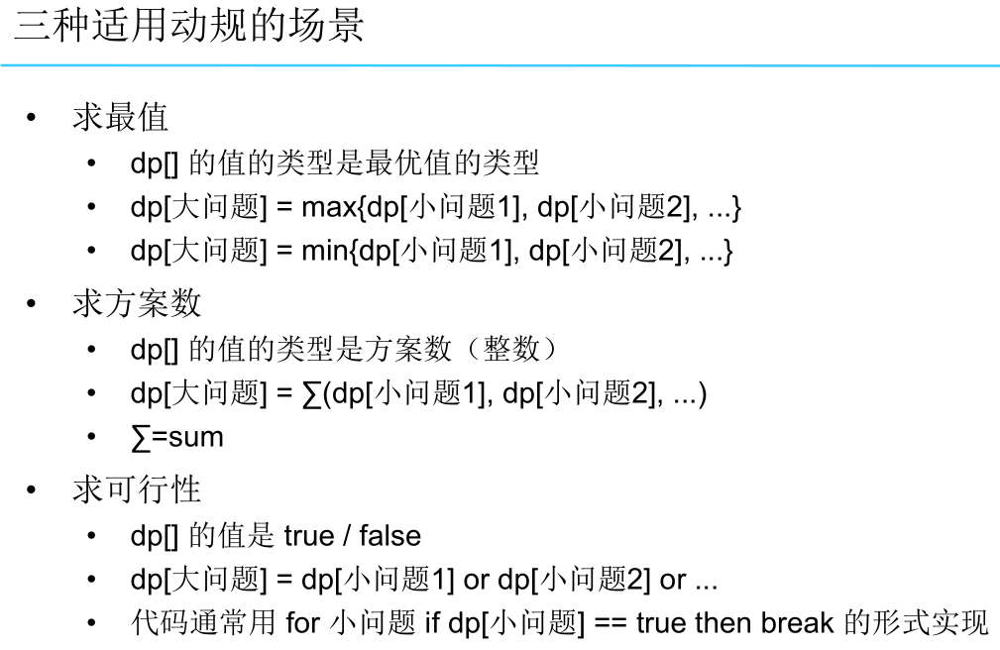 三种适用动规的场景
• 求最值
• dp[] 的值的类型是最优值的类型
• dp[大问题] = max{dp[小问题1], dp[小问题2], ...}
• dp[大问题] = min{dp[小问题1], dp[小问题2], ...}
• 求方案数
• dp[] 的值的类型是方案数（整数）
• dp[大问题] = ∑(dp[小问题1], dp[小问题2], ...)
• ∑=sum
• 求可行性
• dp[] 的值是 true / false
• dp[大问题] = dp[小问题1] or dp[小问题2] or ...
• 代码通常用 for 小问题 if dp[小问题] == true then break 的形式实现